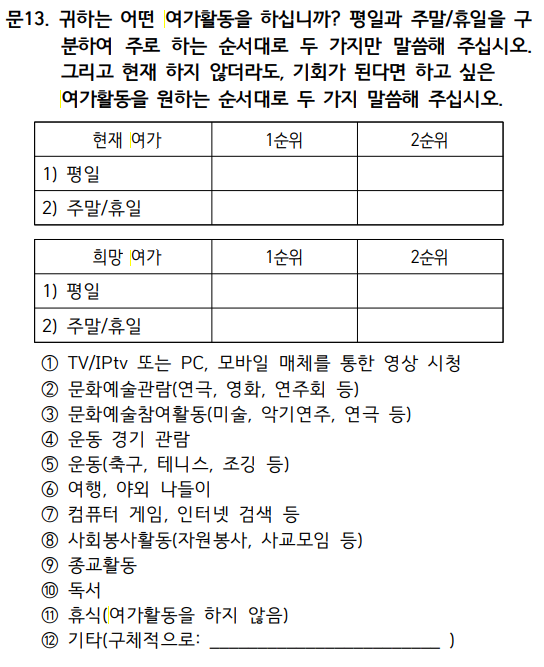 문13. 귀하는 어떤 여가활동을 하십니까? 평일과 주말/휴일을 구
분하여 주로 하는 순서대로 두 가지만 말씀해 주십시오.
그리고 현재 하지 않더라도, 기회가 된다면 하고 싶은
여가활동을 원하는 순서대로 두 가지 말씀해 주십시오.
현재 여가 1순위 2순위
1) 평일
2) 주말/휴일
희망 여가 1순위 2순위
1) 평일
2) 주말/휴일
① TV/IPtv 또는 PC, 모바일 매체를 통한 영상 시청
② 문화예술관람(연극, 영화, 연주회 등)
③ 문화예술참여활동(미술, 악기연주, 연극 등)
④ 운동 경기 관람
⑤ 운동(축구, 테니스, 조깅 등)
⑥ 여행, 야외 나들이
⑦ 컴퓨터 게임, 인터넷 검색 등
⑧ 사회봉사활동(자원봉사, 사교모임 등)
⑨ 종교활동
⑩ 독서
⑪ 휴식(여가활동을 하지 않음)
⑫ 기타(구체적으로: ________________________ )